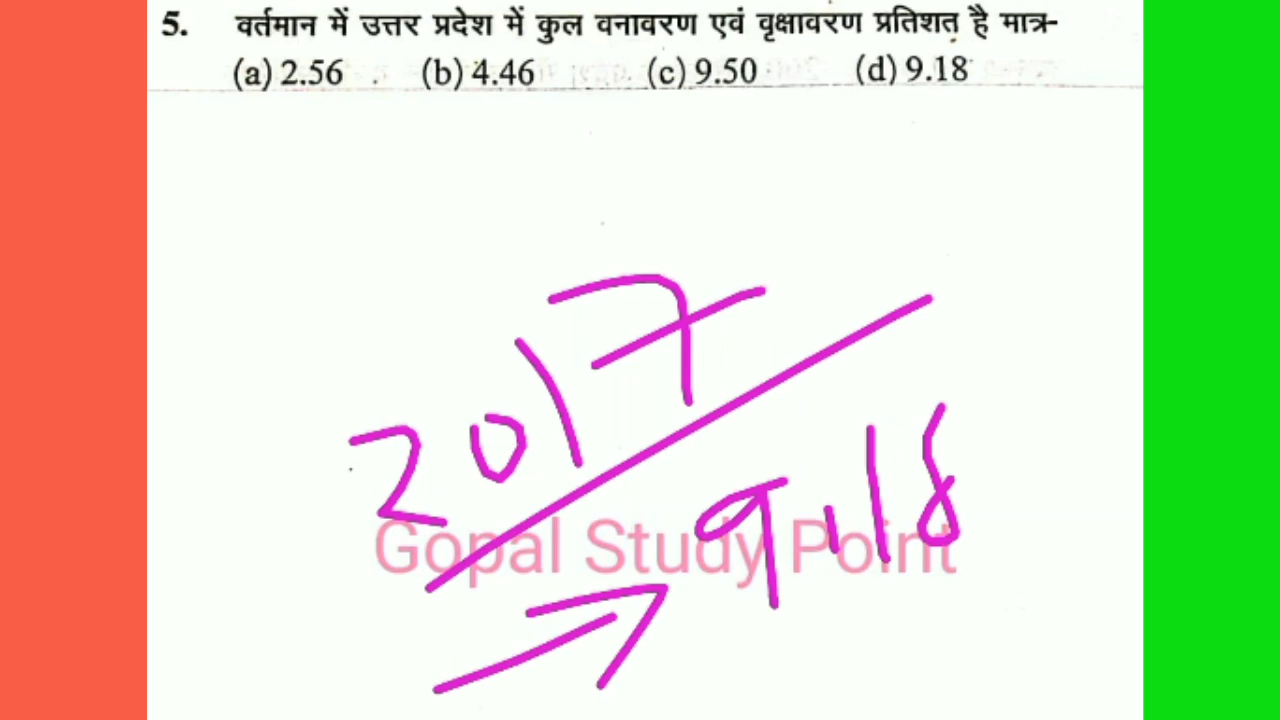 5. वर्तमान में उत्तर प्रदेश में कुल वनावरण एवं वृक्षावरण प्रतिशत है मात्र-
(a) 2.56 (b) 4.46 (c) 9.50 (d) 9.18
2017
9.18
Gopal Study Point